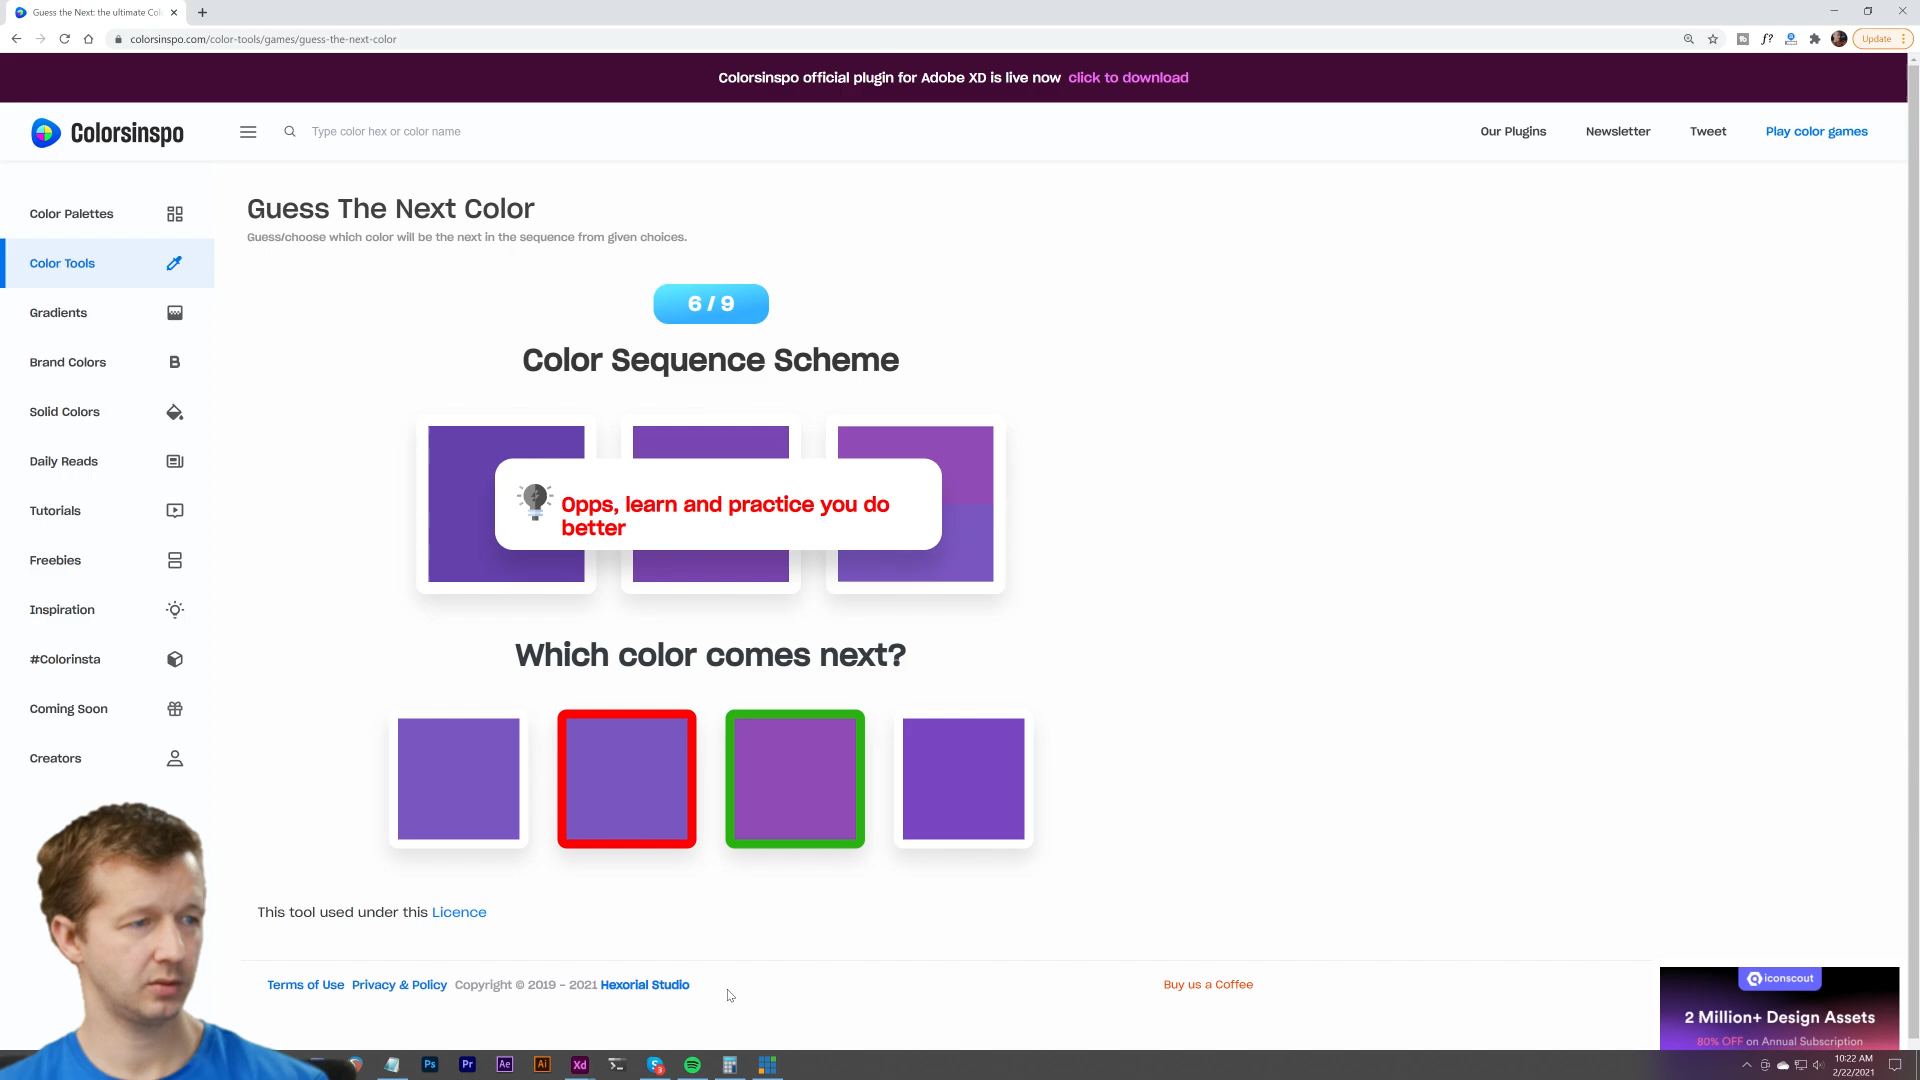 Guess the Next: the ultimate Col
colorsinspo.com/color-tools/games/guess-the-next-color
f?
Update
Colorsinspo official plugin for Adobe XD is live now click to download
Colorsinspo
Type color hex or color name
Our Plugins
Newsletter
Tweet
Play color games
Color Palettes
Color Tools
Gradients
Brand Colors
B
Solid Colors
Daily Reads
Tutorials
Freebies
Inspiration
#Colorinsta
Coming Soon
Creators
Guess The Next Color
Guess/choose which color will be the next in the sequence from given choices.
6 / 9
Color Sequence Scheme
Opps, learn and practice you do
better
Which color comes next?
This tool used under this Licence
Terms of Use Privacy & Policy Copyright © 2019 - 2021 Hexorial Studio
Buy us a Coffee
iconscout
2 Million+ Design Assets
80% OFF on Annual Subscription
Ps
Pr
Ae
Ai
Xd
S
3
10:22 AM
2/22/2021